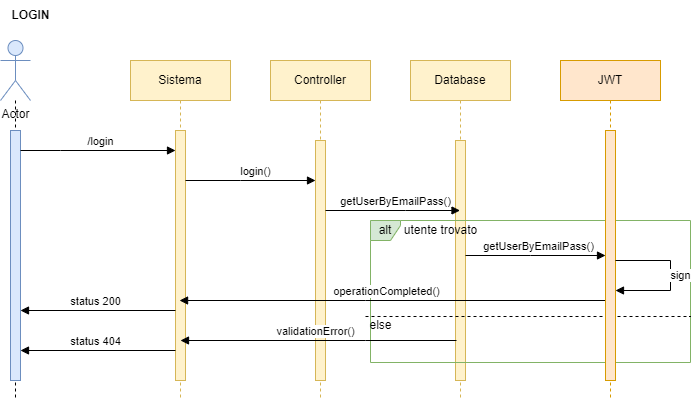 LOGIN
Actor
Sistema
Controller
Database
JWT
/login
login()
getUserByEmailPass()
alt
utente trovato
getUserByEmailPass()
sign
operationCompleted()
status 200
else
validationError()
status 404